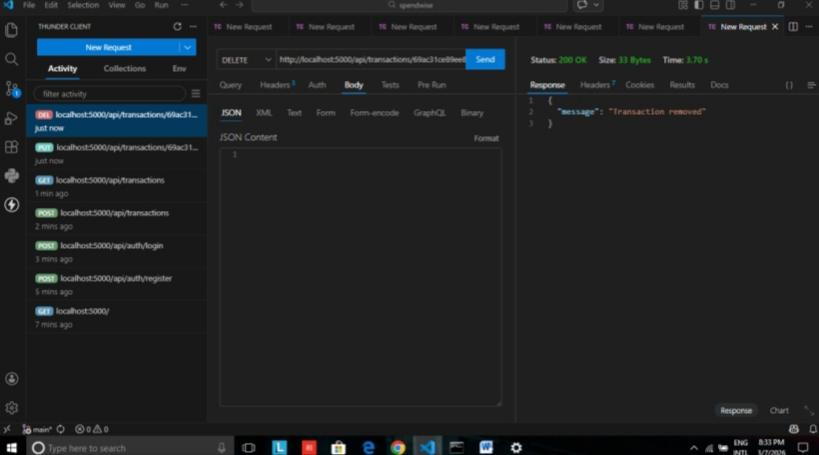 File Edit Selection View Go Run ···
spendwise
THUNDER CLIENT
New Request
Activity Collections Env
filter activity
DEL localhost:5000/api/transactions/69ac31...
just now
PUT localhost:5000/api/transactions/69ac31...
just now
GET localhost:5000/api/transactions
1 min ago
POST localhost:5000/api/transactions
2 mins ago
POST localhost:5000/api/auth/login
3 mins ago
POST localhost:5000/api/auth/register
5 mins ago
GET localhost:5000/
7 mins ago
TC New Request TC New Request TC New Request TC New Request TC New Request TC New Request TC New Request
DELETE http://localhost:5000/api/transactions/69ac31ce89ee Send
Query Headers 5 Auth Body Tests Pre Run
JSON XML Text Form Form-encode GraphQL Binary
JSON Content Format
1
Status: 200 OK Size: 33 Bytes Time: 3.70 s
Response Headers 7 Cookies Results Docs {}
1 {
2 "message": "Transaction removed"
3 }
Response Chart
main* 0 0
Type here to search
ENG 8:33 PM
INTL 3/7/2026